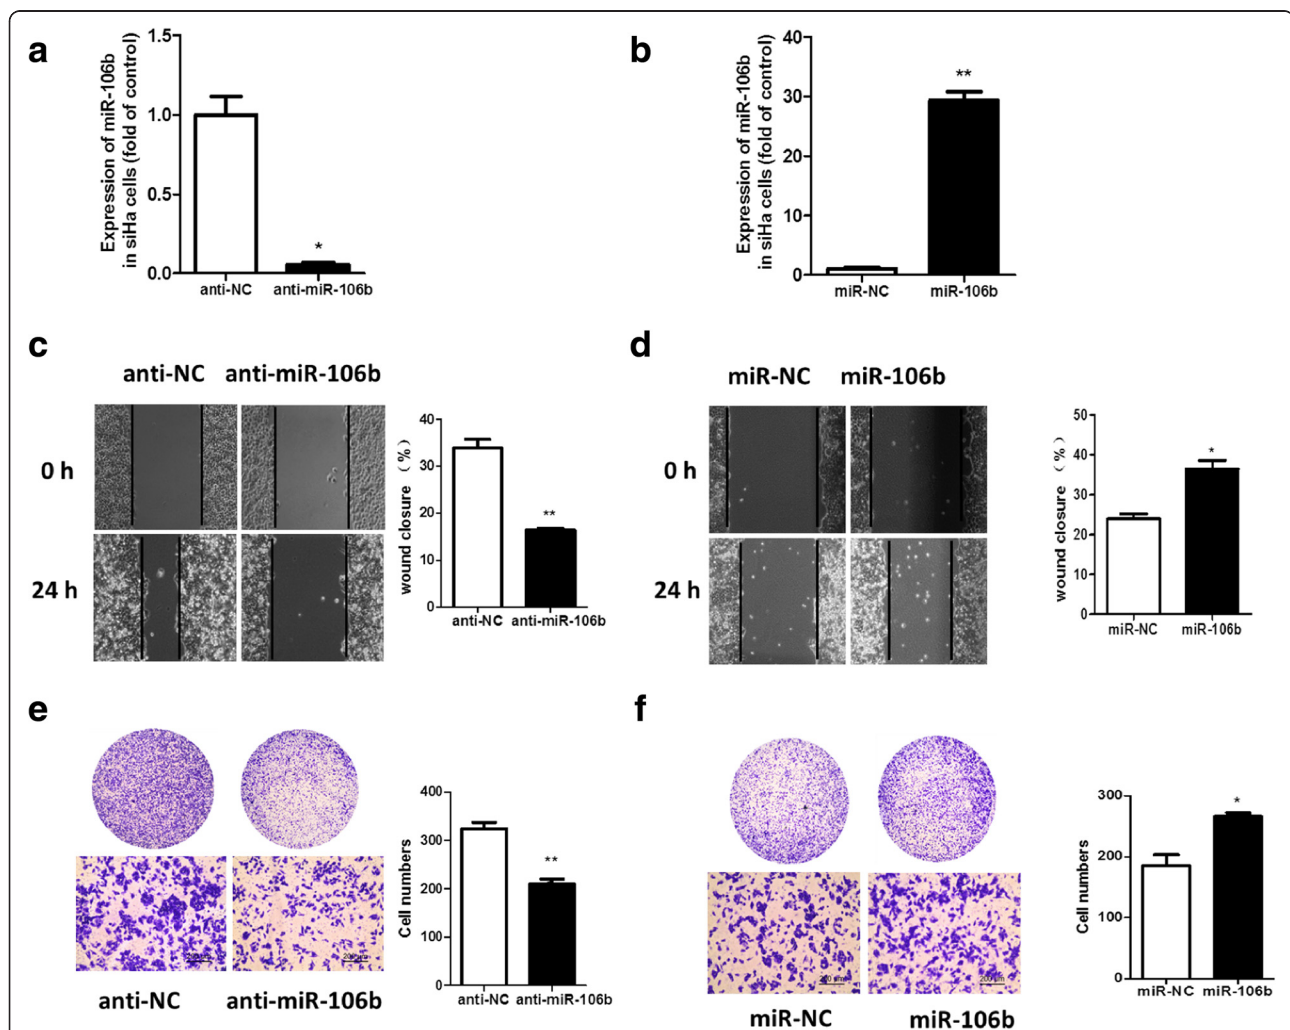 a
Expression of miR-106b
in siHa cells (fold of control)
1.5
1.0
0.5
0.0
*
anti-NC anti-miR-106b
b
Expression of miR-106b
in siHa cells (fold of control)
40
30
20
10
0
**
miR-NC miR-106b
c
anti-NC anti-miR-106b
0 h
24 h
wound closure (%)
40
30
20
10
0
**
anti-NC anti-miR-106b
d
miR-NC miR-106b
0 h
24 h
wound closure (%)
50
40
30
20
10
0
*
miR-NC miR-106b
e
anti-NC anti-miR-106b
Cell numbers
400
300
200
100
0
**
anti-NC anti-miR-106b
f
200 µm
miR-NC miR-106b
Cell numbers
300
200
100
0
*
miR-NC miR-106b